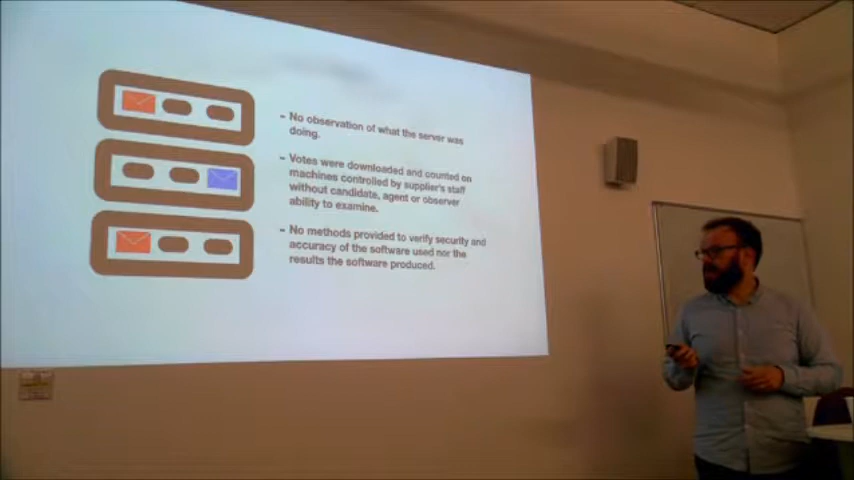 - No observation of what the server was
doing.
- Votes were downloaded and counted on
machines controlled by supplier's staff
without candidate, agent or observer
ability to examine.
- No methods provided to verify security and
accuracy of the software used nor the
results the software produced.